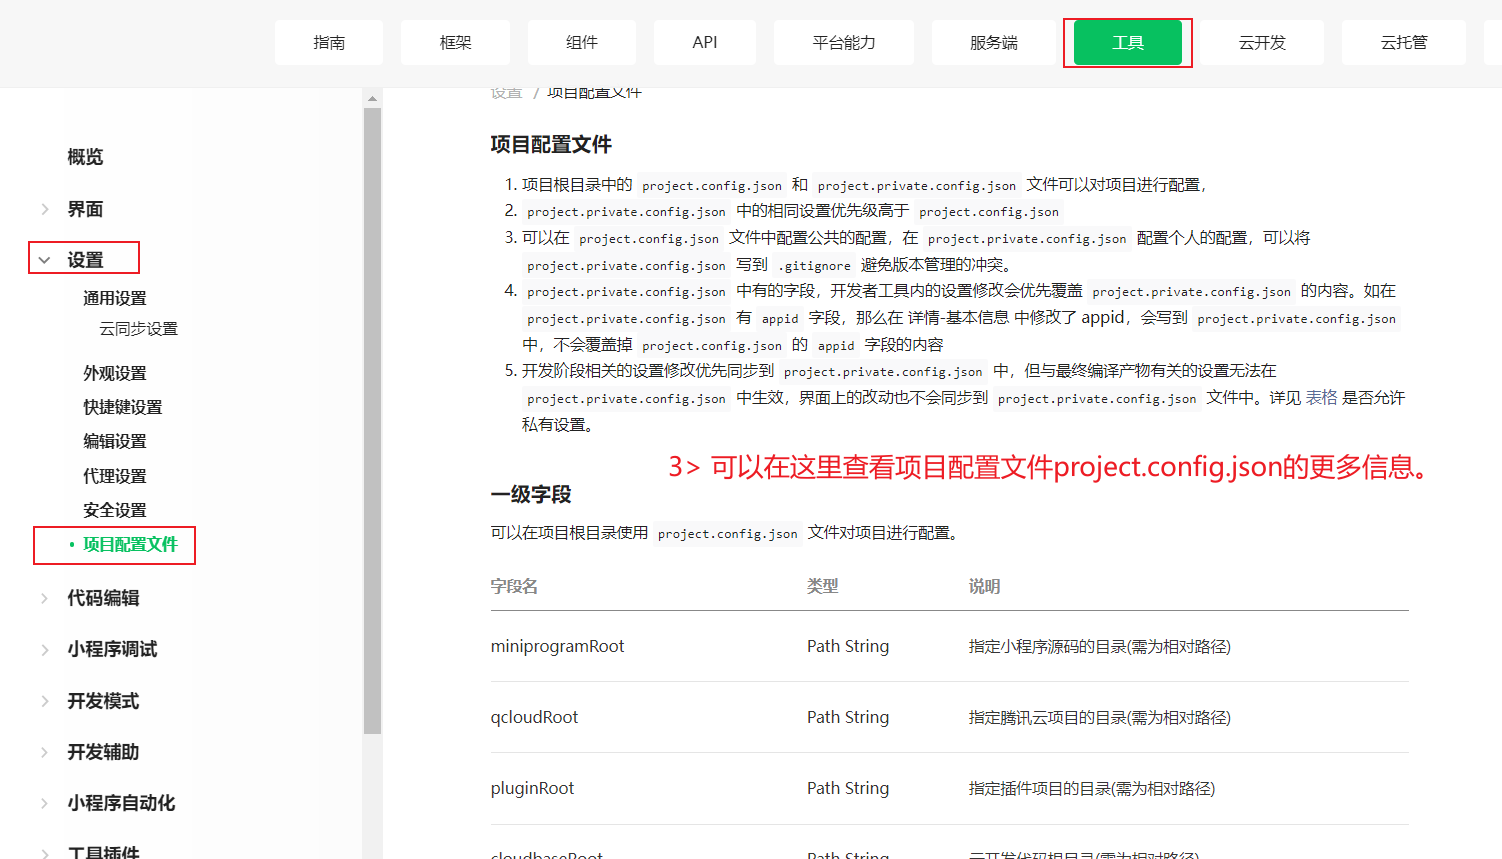 指南 框架 组件 API 平台能力 服务端 工具 云开发 云托管
概览
界面
设置
通用设置
云同步设置
外观设置
快捷键设置
编辑设置
代理设置
安全设置
• 项目配置文件
代码编辑
小程序调试
开发模式
开发辅助
小程序自动化
工具插件
设置 / 项目配置文件
项目配置文件
1. 项目根目录中的 project.config.json 和 project.private.config.json 文件可以对项目进行配置，
2. project.private.config.json 中的相同设置优先级高于 project.config.json
3. 可以在 project.config.json 文件中配置公共的配置，在 project.private.config.json 配置个人的配置，可以将
project.private.config.json 写到 .gitignore 避免版本管理的冲突。
4. project.private.config.json 中有的字段，开发者工具内的设置修改会优先覆盖 project.private.config.json 的内容。如在
project.private.config.json 有 appid 字段，那么在 详情-基本信息 中修改了 appid，会写到 project.private.config.json
中，不会覆盖掉 project.config.json 的 appid 字段的内容
5. 开发阶段相关的设置修改优先同步到 project.private.config.json 中，但与最终编译产物有关的设置无法在
project.private.config.json 中生效，界面上的改动也不会同步到 project.private.config.json 文件中。详见 表格 是否允许
私有设置。
3> 可以在这里查看项目配置文件project.config.json的更多信息。
一级字段
可以在项目根目录使用 project.config.json 文件对项目进行配置。
字段名 类型 说明
miniprogramRoot Path String 指定小程序源码的目录(需为相对路径)
qcloudRoot Path String 指定腾讯云项目的目录(需为相对路径)
pluginRoot Path String 指定插件项目的目录(需为相对路径)
cloudbaseRoot Path String 云开发代码根目录(需为相对路径)